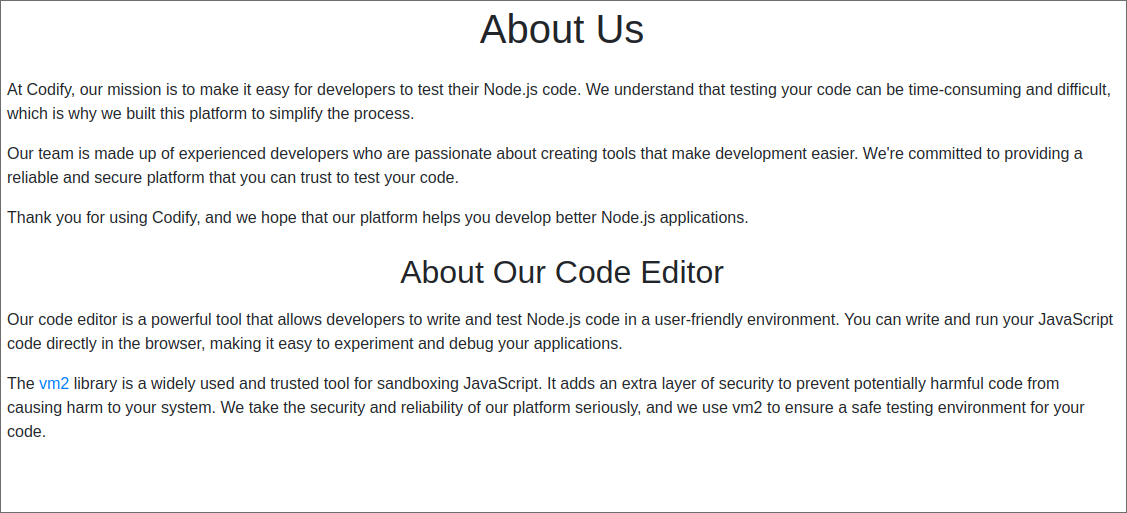 About Us
At Codify, our mission is to make it easy for developers to test their Node.js code. We understand that testing your code can be time-consuming and difficult,
which is why we built this platform to simplify the process.
Our team is made up of experienced developers who are passionate about creating tools that make development easier. We're committed to providing a
reliable and secure platform that you can trust to test your code.
Thank you for using Codify, and we hope that our platform helps you develop better Node.js applications.
About Our Code Editor
Our code editor is a powerful tool that allows developers to write and test Node.js code in a user-friendly environment. You can write and run your JavaScript
code directly in the browser, making it easy to experiment and debug your applications.
The vm2 library is a widely used and trusted tool for sandboxing JavaScript. It adds an extra layer of security to prevent potentially harmful code from
causing harm to your system. We take the security and reliability of our platform seriously, and we use vm2 to ensure a safe testing environment for your
code.